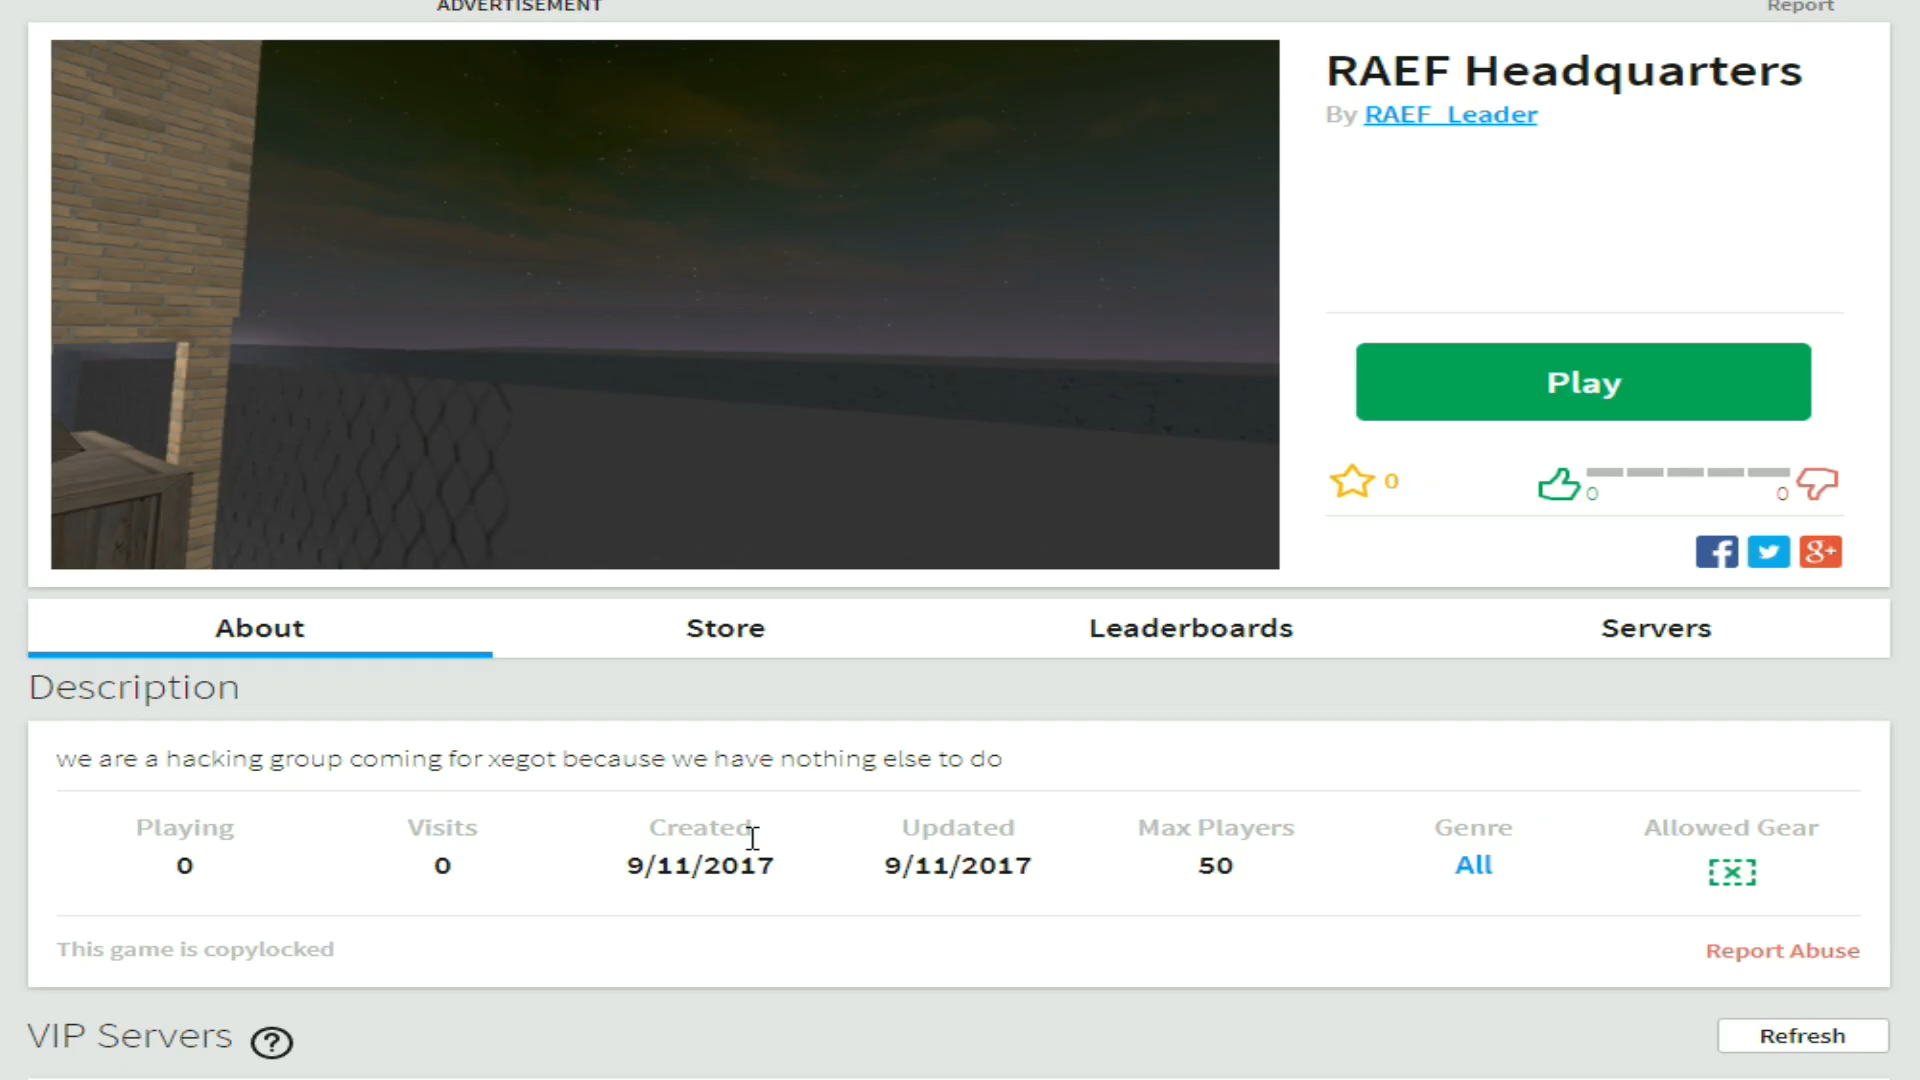 ADVERTISEMENT
Report
RAEF Headquarters
By RAEF_Leader
Play
0
0
0
About
Store
Leaderboards
Servers
Description
we are a hacking group coming for xegot because we have nothing else to do
Playing
0
Visits
0
Created
9/11/2017
Updated
9/11/2017
Max Players
50
Genre
All
Allowed Gear
This game is copylocked
Report Abuse
VIP Servers
Refresh